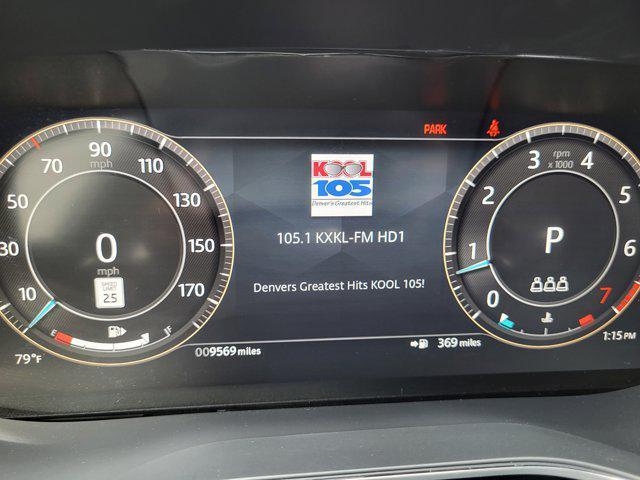 PARK
30
50
70
90
110
130
150
170
10
mph
0
mph
SPEED
LIMIT
25
E
F
79°F
009569 miles
KOOL
105
Denver's Greatest Hits
105.1 KXKL-FM HD1
Denvers Greatest Hits KOOL 105!
369 miles
0
1
2
3
4
5
6
7
rpm
x 1000
P
1:15 PM